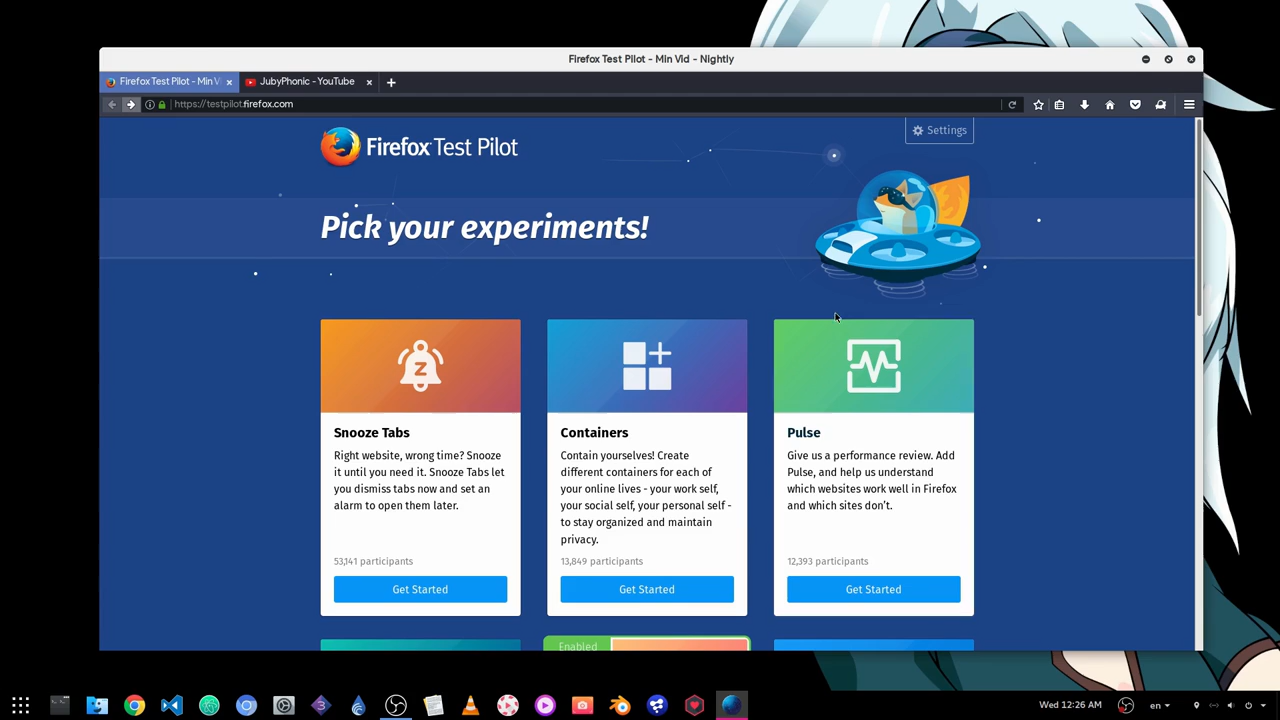 Firefox Test Pilot - Min Vid - Nightly
Firefox Test Pilot - Min Vi
JubyPhonic - YouTube
https://testpilot.firefox.com
Settings
Firefox Test Pilot
Pick your experiments!
Snooze Tabs
Right website, wrong time? Snooze
it until you need it. Snooze Tabs let
you dismiss tabs now and set an
alarm to open them later.
53,141 participants
Get Started
Containers
Contain yourselves! Create
different containers for each of
your online lives - your work self,
your social self, your personal self -
to stay organized and maintain
privacy.
13,849 participants
Get Started
Pulse
Give us a performance review. Add
Pulse, and help us understand
which websites work well in Firefox
and which sites don't.
12,393 participants
Get Started
Enabled
Wed 12:26 AM
en